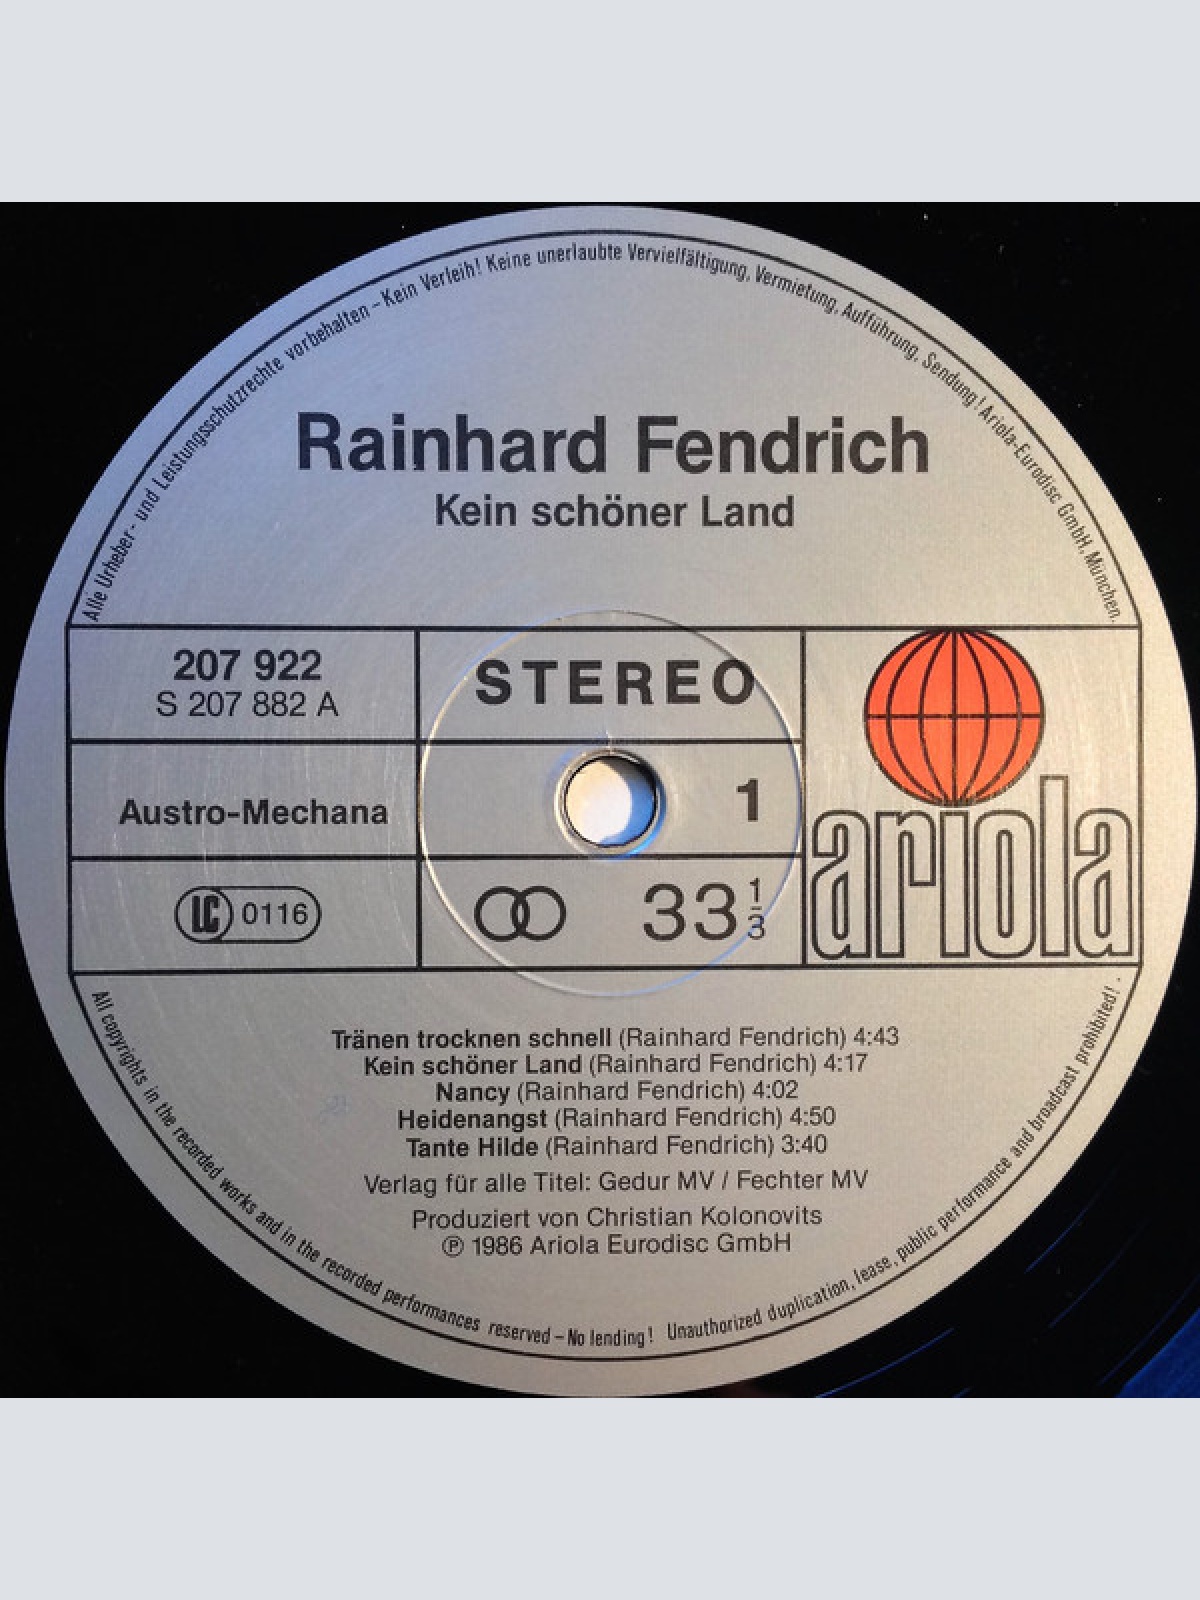 Alle Urheber- und Leistungsschutzrechte vorbehalten – Kein Verleih! Keine unerlaubte Vervielfältigung, Vermietung, Aufführung, Sendung! Ariola-Eurodisc GmbH, München.
Rainhard Fendrich
Kein schöner Land
207 922
S 207 882 A
STEREO
Austro-Mechana
1
LC 0116
33 1/3
ariola
Tränen trocknen schnell (Rainhard Fendrich) 4:43
Kein schöner Land (Rainhard Fendrich) 4:17
Nancy (Rainhard Fendrich) 4:02
Heidenangst (Rainhard Fendrich) 4:50
Tante Hilde (Rainhard Fendrich) 3:40
Verlag für alle Titel: Gedur MV / Fechter MV
Produziert von Christian Kolonovits
℗ 1986 Ariola Eurodisc GmbH
All copyrights in the recorded works and in the recorded performances reserved – No lending! Unauthorized duplication, lease, public performance and broadcast prohibited! .